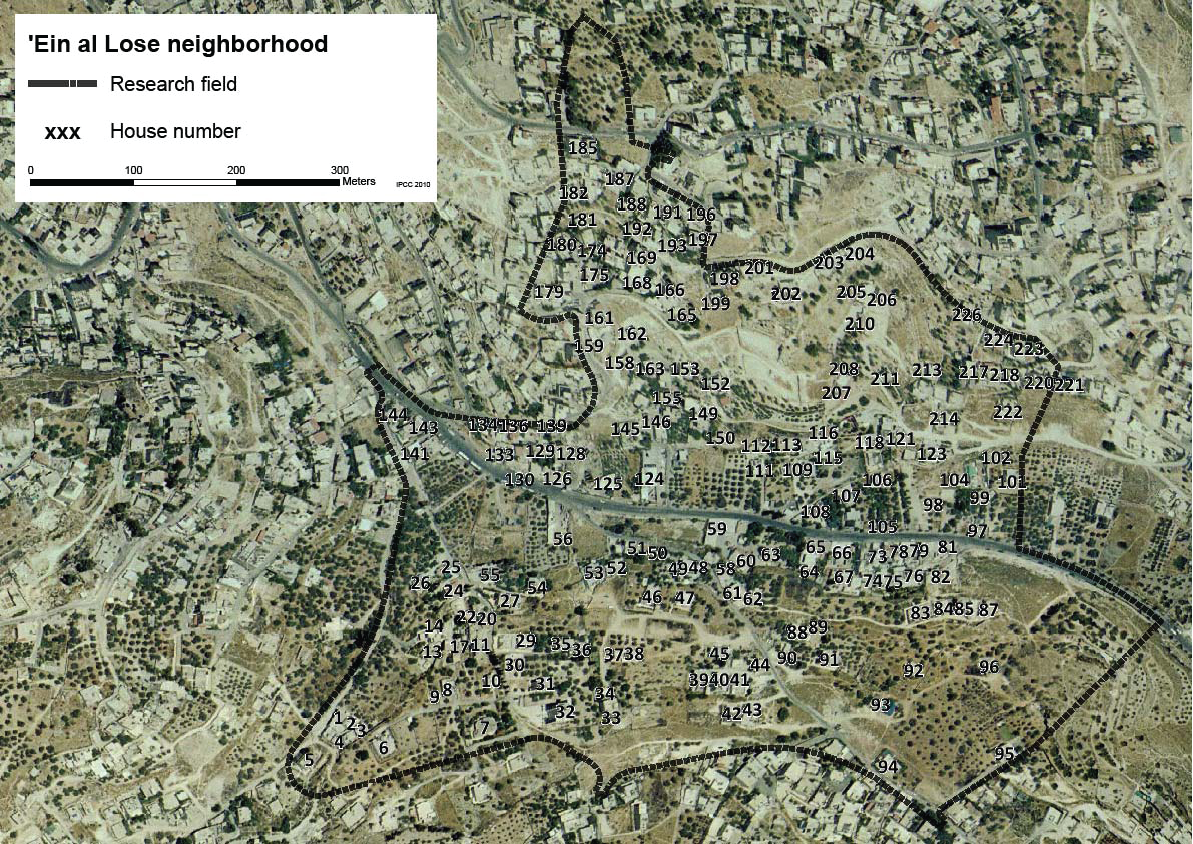 'Ein al Lose neighborhood
Research field
xxx House number
0 100 200 300
Meters
IPCC 2010
185
187
182
188
191 196
181
192
180 174 193 197
169
175 168 166
198 201 203 204
179 202 205 206
199
165
161 162 210 226
159 224 223
158 163 153 208 213 217 218
152 207 211 220 221
155
144 143 134 136 139 145 146 149 214 222
150 112 113 116 118 121
141 133 129 128 111 109 115 123 102
130 126 125 124 106 104 101
107 99
108 98
59 105 97
56 51 50 63 65 66 73 78 79 81
25 55 53 52 49 48 58 60 64 67 74 75 76 82
26 24 54 61 62
27 46 47 83 84 85 87
22 20
14 88 89
13 17 11 29 35 36 37 38 45 90 91
30 44 92 96
10 31 39 40 41
9 8 34 93
32 33 42 43
1 2 3 7
4 6
5 94 95